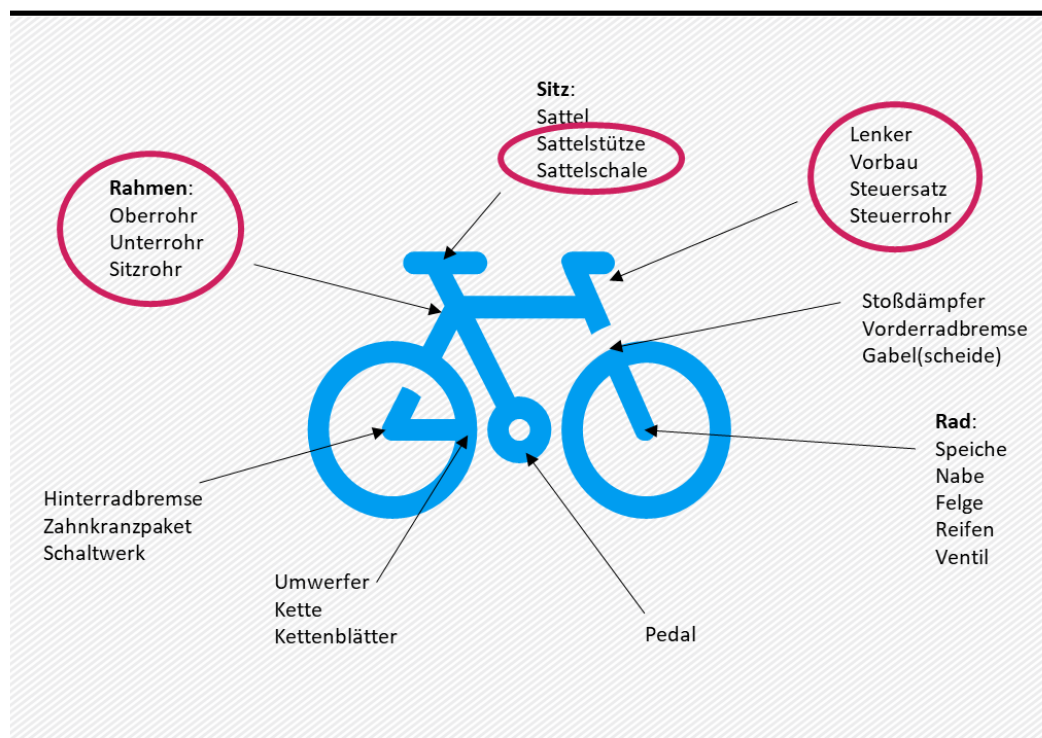 Sitz:
Sattel
Sattelstütze
Sattelschale
Lenker
Vorbau
Steuersatz
Steuerrohr
Rahmen:
Oberrohr
Unterrohr
Sitzrohr
Stoßdämpfer
Vorderradbremse
Gabel(scheide)
Rad:
Speiche
Nabe
Felge
Reifen
Ventil
Hinterradbremse
Zahnkranzpaket
Schaltwerk
Umwerfer
Kette
Kettenblätter
Pedal